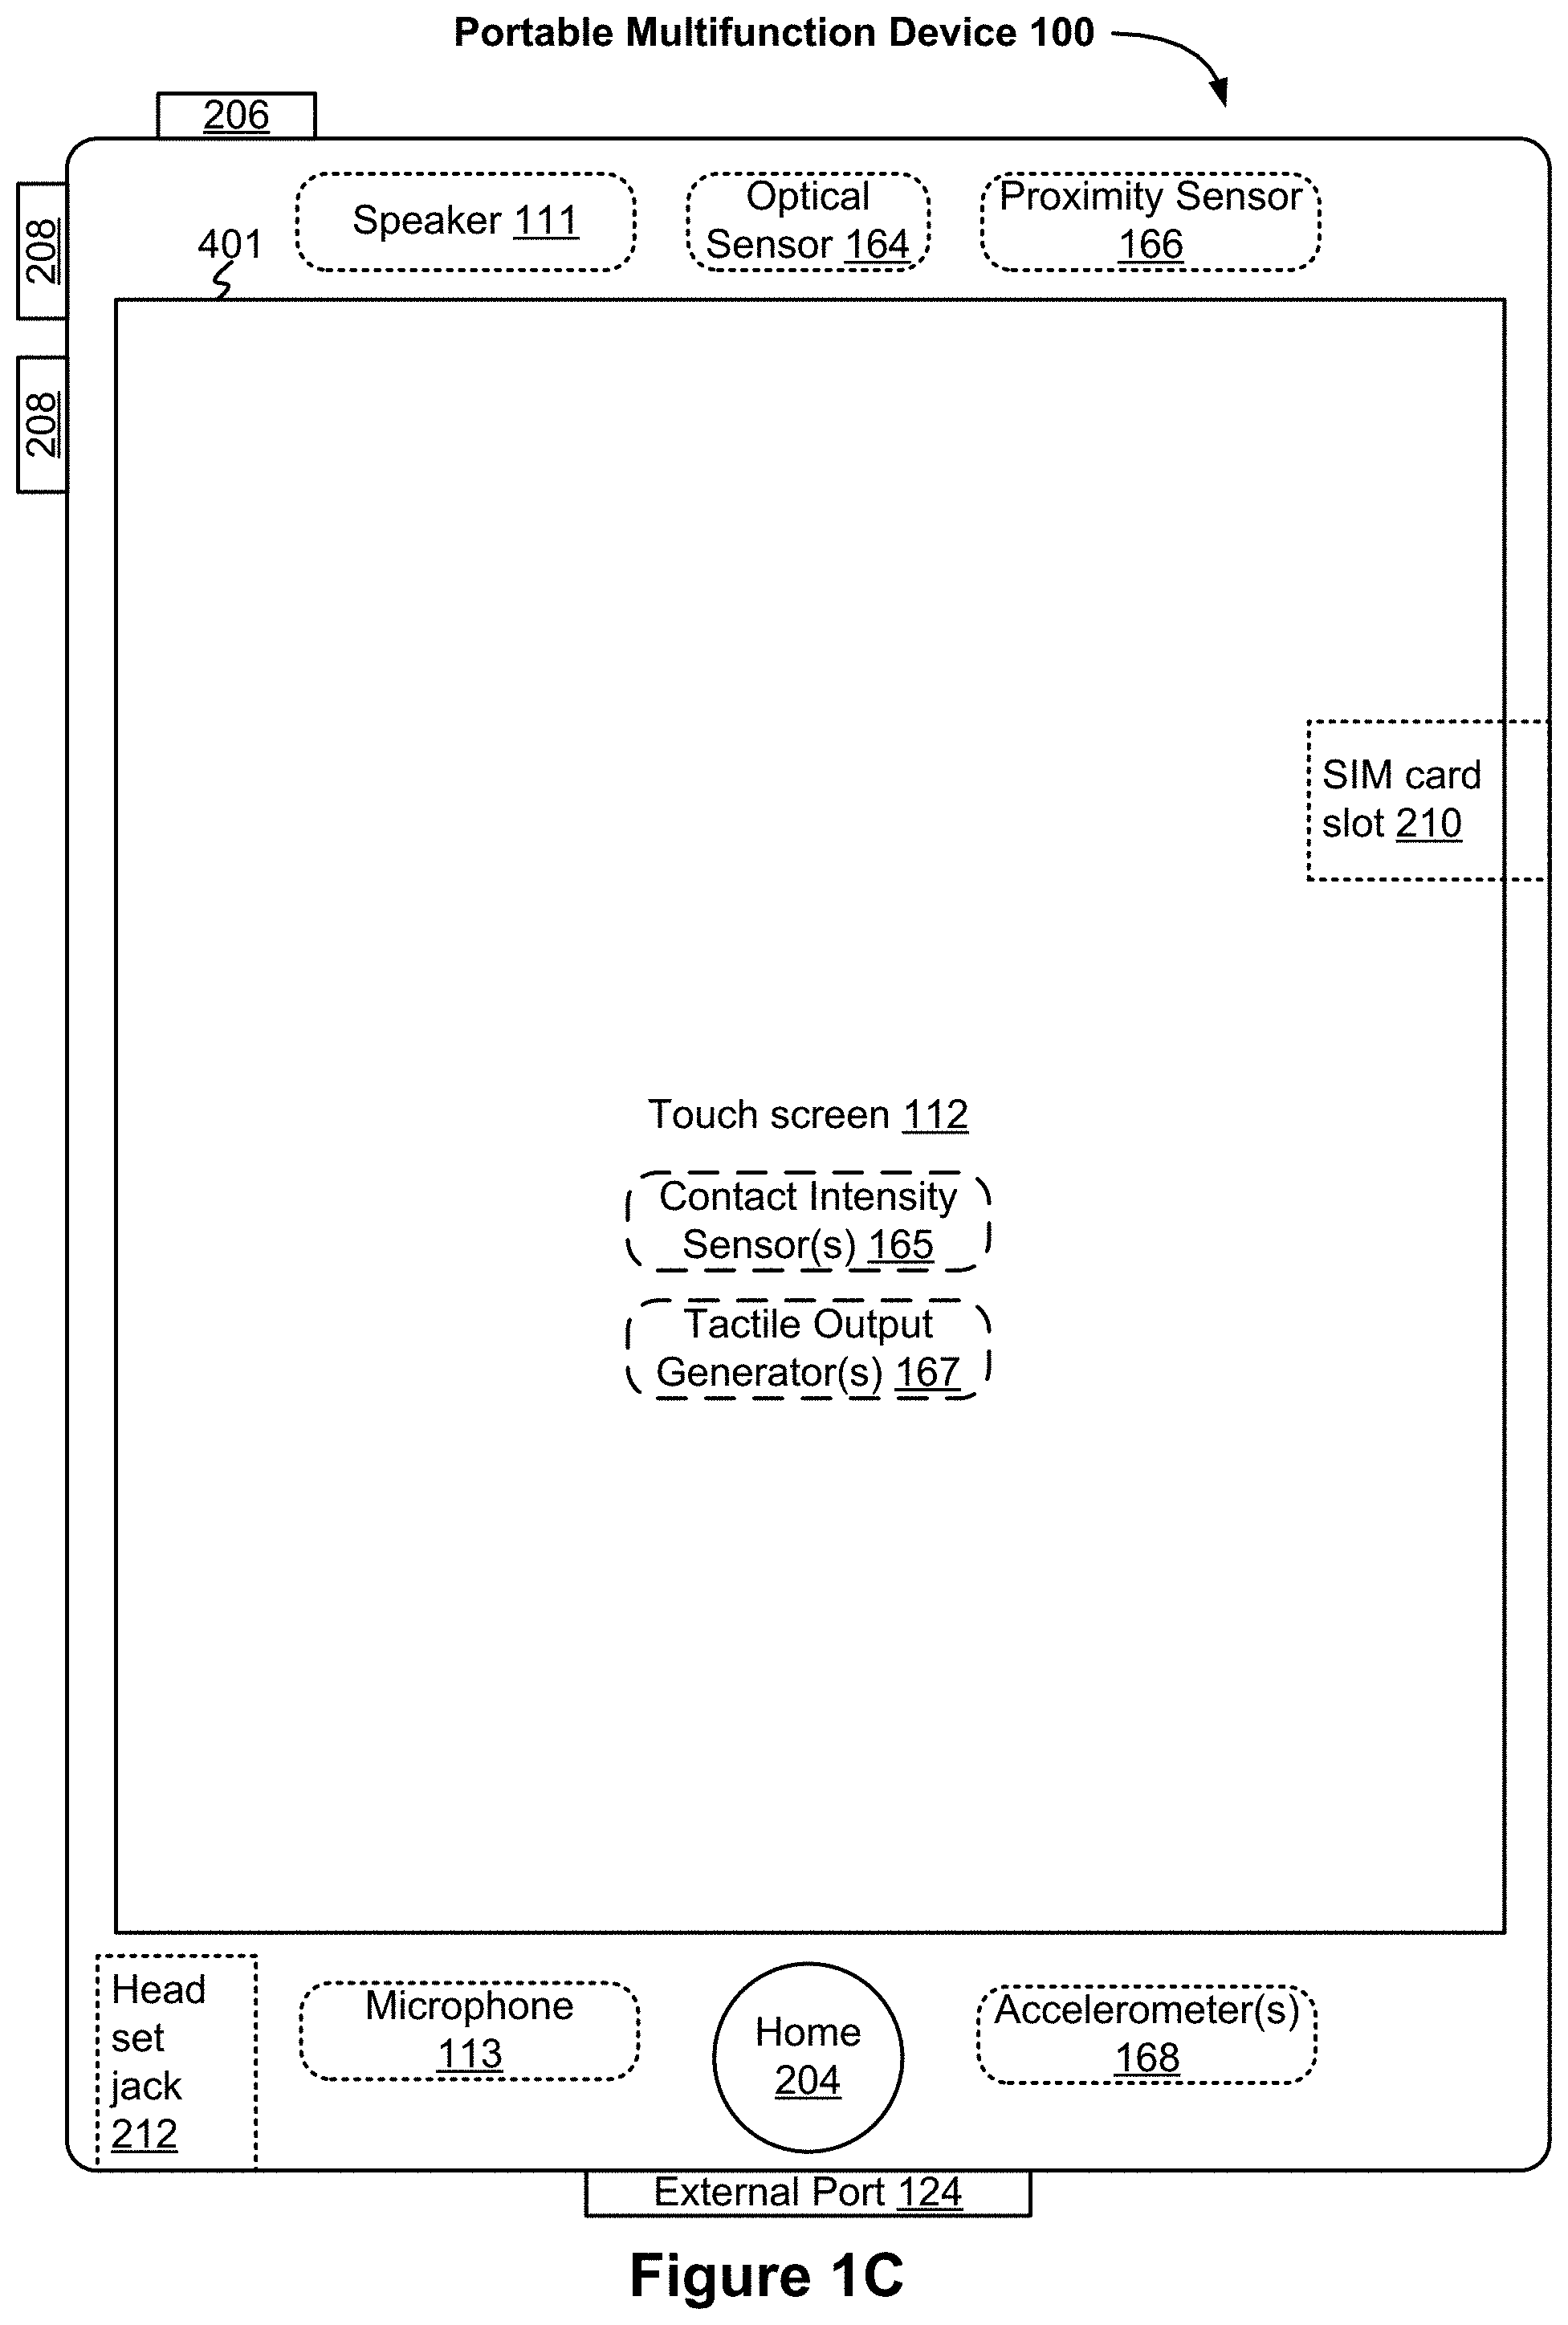 Portable Multifunction Device 100
206
208
208
401
Speaker 111
Optical
Sensor 164
Proximity Sensor
166
SIM card
slot 210
Touch screen 112
Contact Intensity
Sensor(s) 165
Tactile Output
Generator(s) 167
Head
set
jack
212
Microphone
113
Home
204
Accelerometer(s)
168
External Port 124
Figure 1C